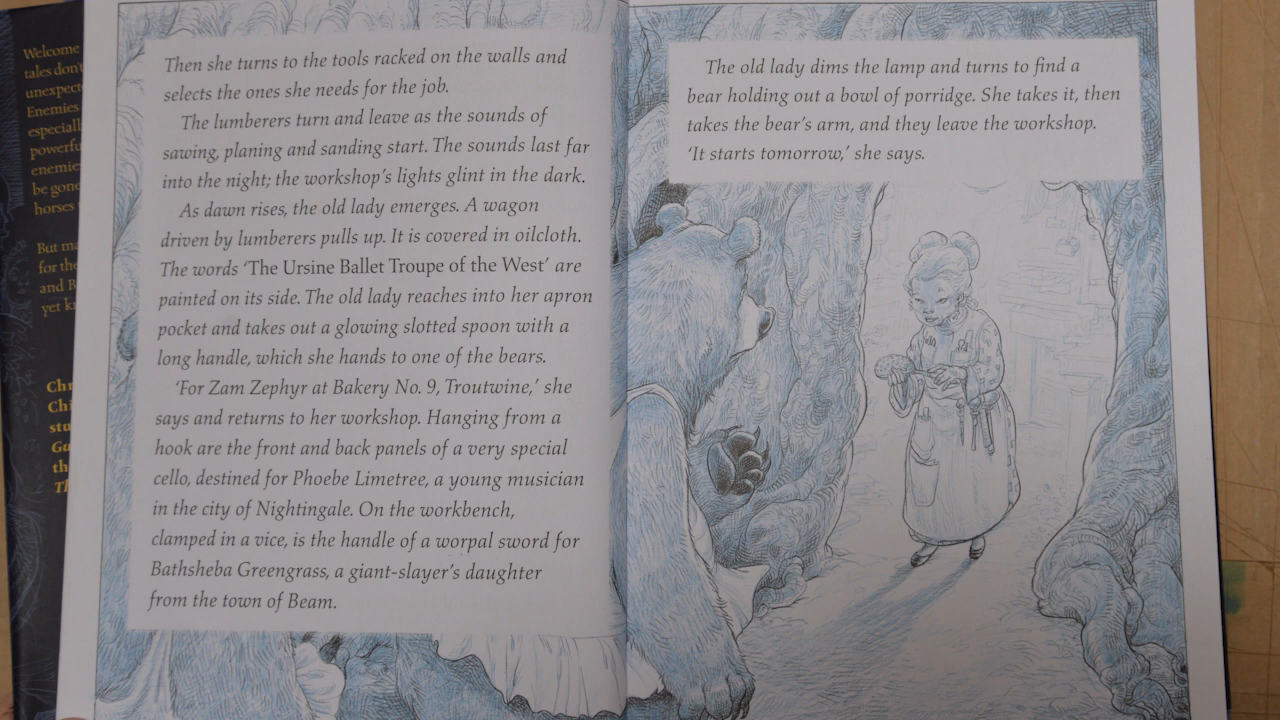 Welcome
tales don't
unexpect
Enemies
especiall
powerfu
enemie
be gone
horses
But ma
for the
and B
yet k
Chr
Chi
stu
Ga
th
Th
Then she turns to the tools racked on the walls and
selects the ones she needs for the job.
The lumberers turn and leave as the sounds of
sawing, planing and sanding start. The sounds last far
into the night; the workshop's lights glint in the dark.
As dawn rises, the old lady emerges. A wagon
driven by lumberers pulls up. It is covered in oilcloth.
The words ‘The Ursine Ballet Troupe of the West’ are
painted on its side. The old lady reaches into her apron
pocket and takes out a glowing slotted spoon with a
long handle, which she hands to one of the bears.
‘For Zam Zephyr at Bakery No. 9, Troutwine,’ she
says and returns to her workshop. Hanging from a
hook are the front and back panels of a very special
cello, destined for Phoebe Limetree, a young musician
in the city of Nightingale. On the workbench,
clamped in a vice, is the handle of a worpal sword for
Bathsheba Greengrass, a giant-slayer's daughter
from the town of Beam.
The old lady dims the lamp and turns to find a
bear holding out a bowl of porridge. She takes it, then
takes the bear's arm, and they leave the workshop.
‘It starts tomorrow,’ she says.